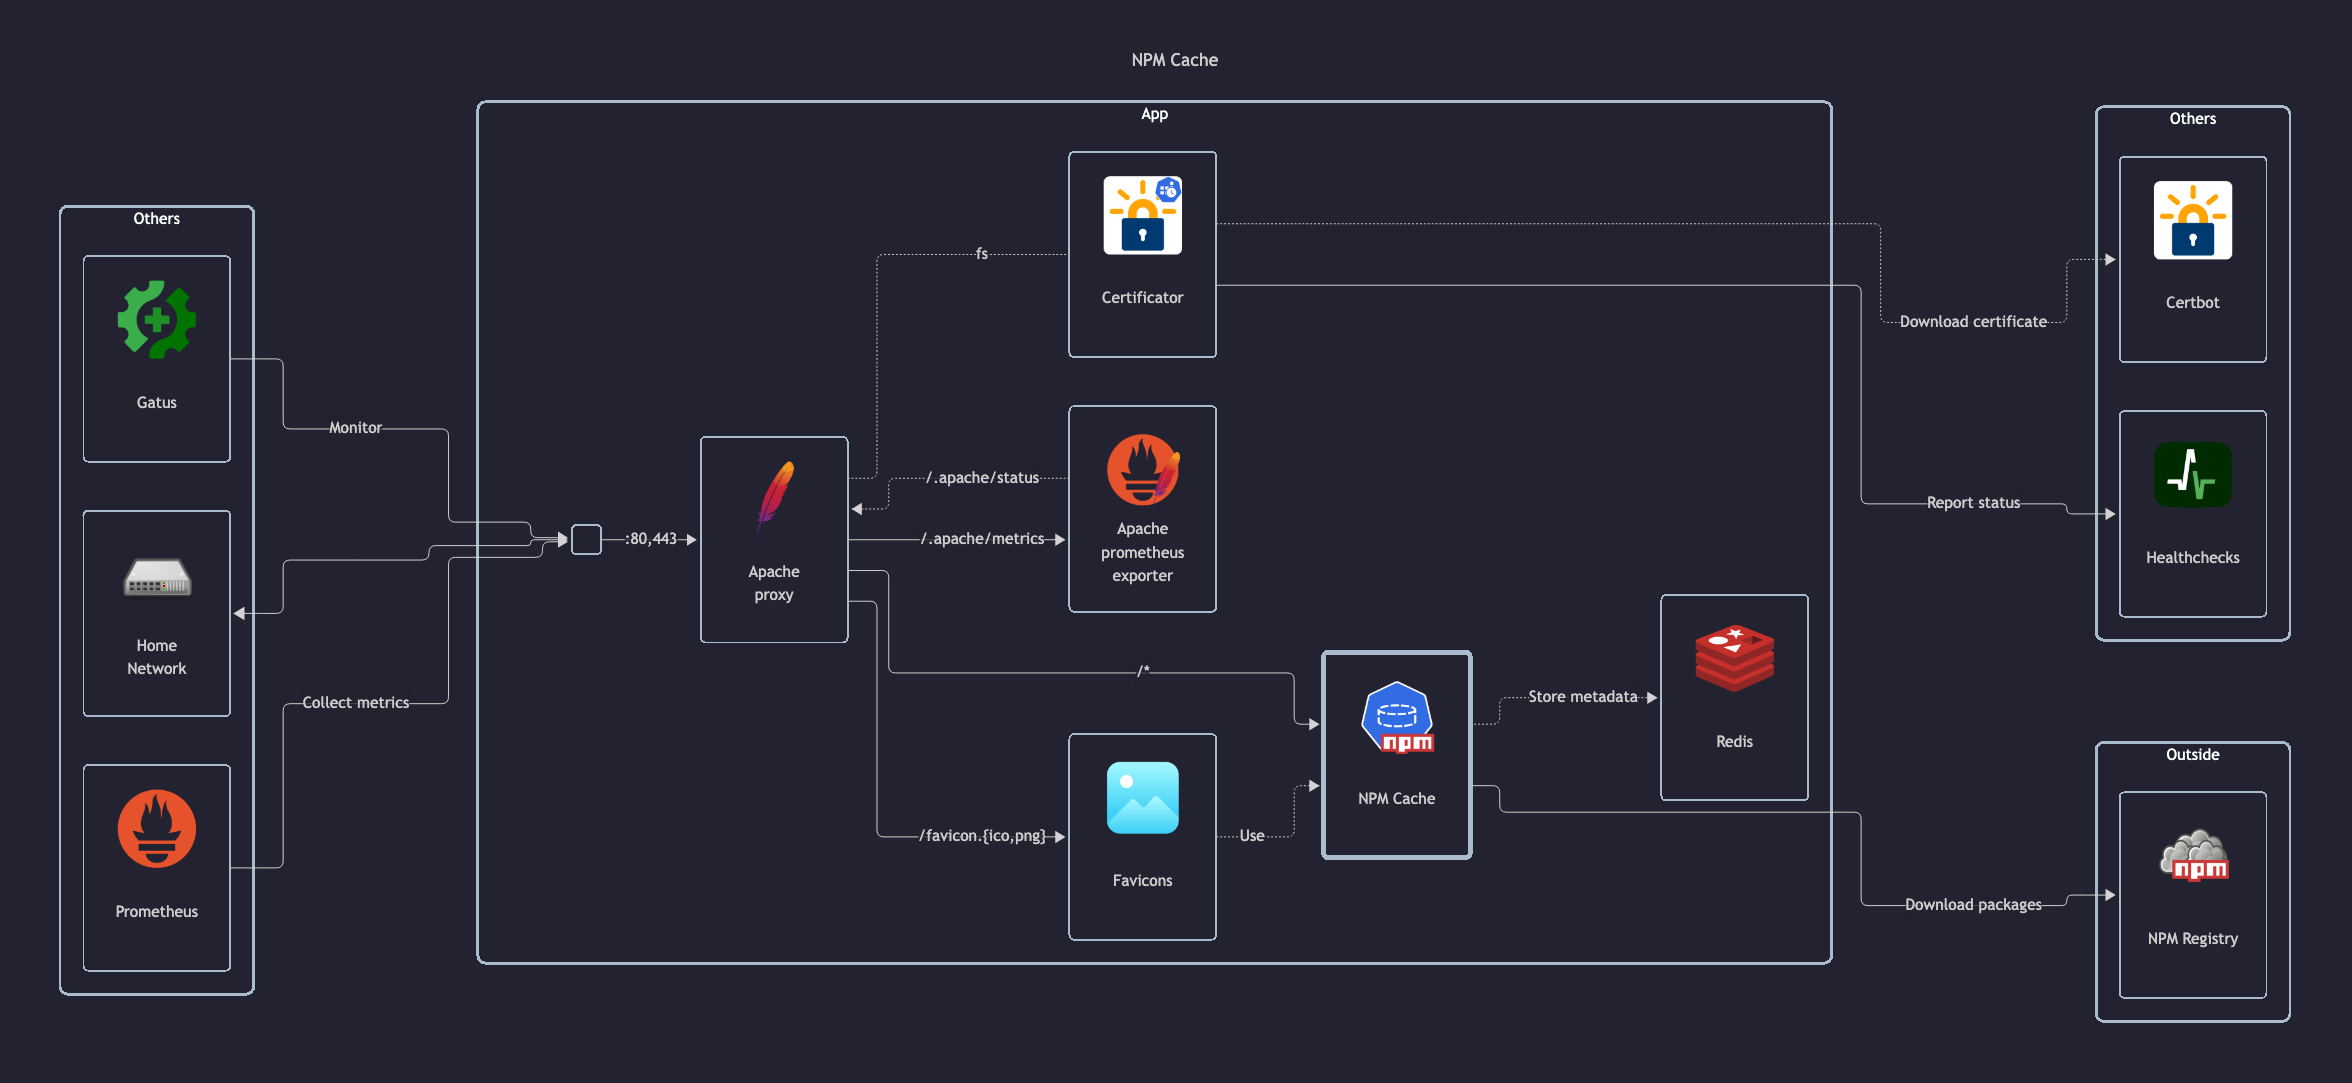 NPM Cache
App
Others
Others
Certificator
Certbot
fs
Download certificate
Gatus
Monitor
Healthchecks
Report status
/.apache/status
Apache
prometheus
exporter
/.apache/metrics
:80,443
Apache
proxy
Home
Network
/*
Collect metrics
Store metadata
Redis
npm
NPM Cache
Outside
/favicon.{ico,png}
Use
Favicons
Prometheus
Download packages
npm
NPM Registry